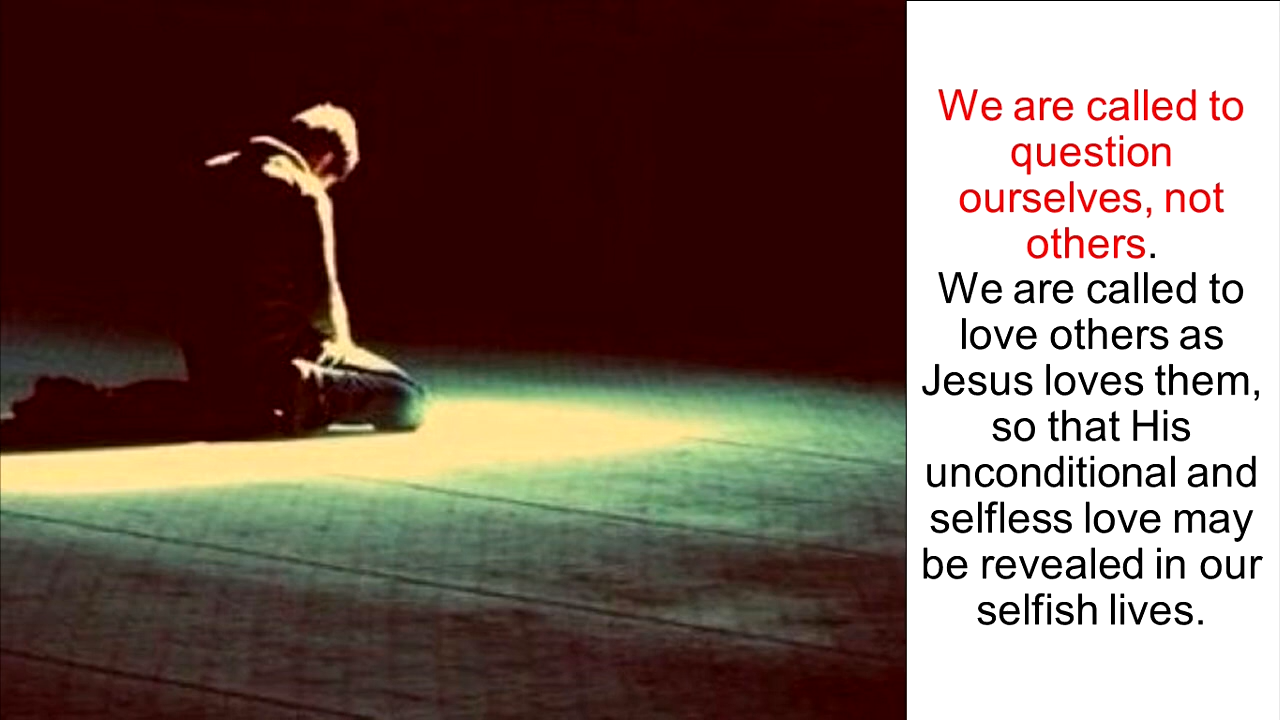 We are called to
question
ourselves, not
others.
We are called to
love others as
Jesus loves them,
so that His
unconditional and
selfless love may
be revealed in our
selfish lives.